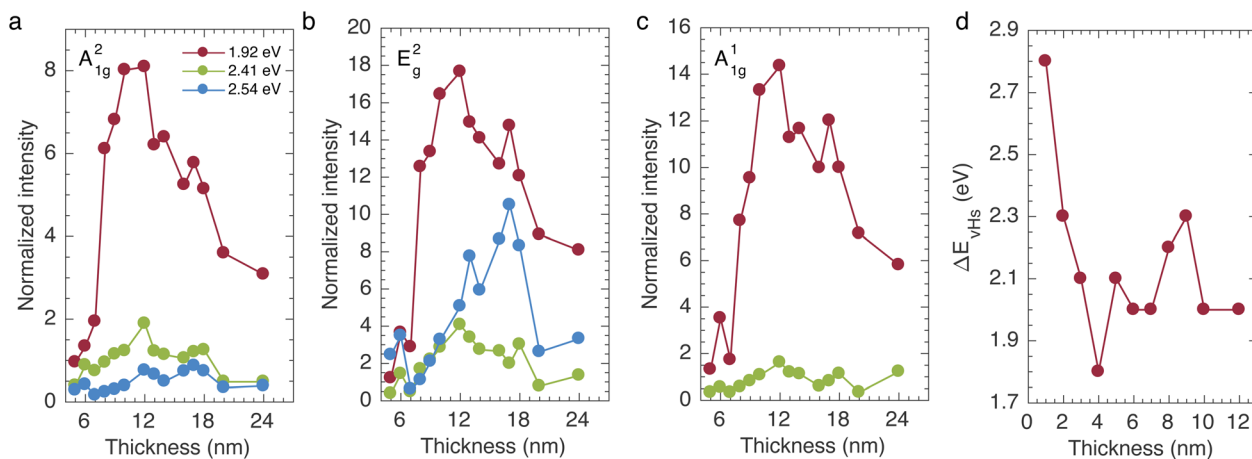 a
A²₁g
1.92 eV
2.41 eV
2.54 eV
8
6
4
2
0
Normalized intensity
6 12 18 24
Thickness (nm)
b
E²g
20
18
16
14
12
10
8
6
4
2
0
Normalized intensity
6 12 18 24
Thickness (nm)
c
A¹₁g
16
14
12
10
8
6
4
2
0
Normalized intensity
6 12 18 24
Thickness (nm)
d
2.9
2.7
2.5
2.3
2.1
1.9
1.7
ΔEvHs (eV)
0 2 4 6 8 10 12
Thickness (nm)